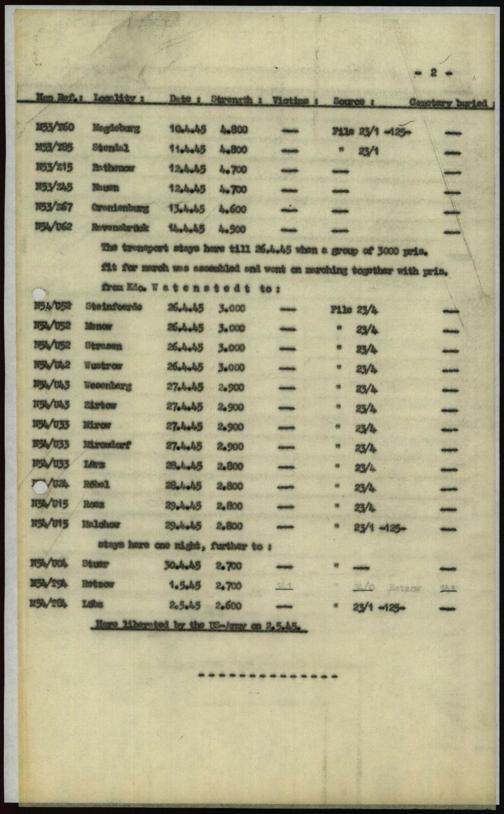 - 2 -
Map Ref.: Locality : Date : Strength : Victims : Source : Cemetery buried :
N53/Y60 Magdeburg 10.4.45 4.800 — File 23/1 -125- —
N53/Y85 Stendal 11.4.45 4.800 — " 23/1 —
N53/Z15 Rathenow 12.4.45 4.700 — — —
N53/Z45 Nauen 12.4.45 4.700 — — —
N53/Z67 Oranienburg 13.4.45 4.600 — — —
N54/U62 Ravensbrück 14.4.45 4.500 — — —
The transport stays here till 26.4.45 when a group of 3000 pris.
fit for march was assembled and went on marching together with pris.
from Kdo. W a t e n s t e d t to :
N54/U52 Steinfoerde 26.4.45 3.000 — File 23/4 —
N54/U52 Menow 26.4.45 3.000 — " 23/4 —
N54/U52 Strasen 26.4.45 3.000 — " 23/4 —
N54/U42 Wustrow 26.4.45 3.000 — " 23/4 —
N54/U43 Wesenberg 27.4.45 2.900 — " 23/4 —
N54/U43 Zirtow 27.4.45 2.900 — " 23/4 —
N54/U33 Mirow 27.4.45 2.900 — " 23/4 —
N54/U33 Mirowdorf 27.4.45 2.900 — " 23/4 —
N54/U33 Lärz 28.4.45 2.800 — " 23/4 —
/U24 Röbel 28.4.45 2.800 — " 23/4 —
N54/U15 Roez 29.4.45 2.800 — " 23/4 —
N54/U15 Malchow 29.4.45 2.800 — " 23/1 -125- —
stays here one night, further to :
N54/U04 Stuer 30.4.45 2.700 — " — —
N54/T94 Retzow 1.5.45 2.700 " Retzow
N54/T84 Lübz 2.5.45 2.600 — " 23/1 -125- —
Here liberated by the US-Army on 2.5.45.
- - - - - - - - - - - - - - -